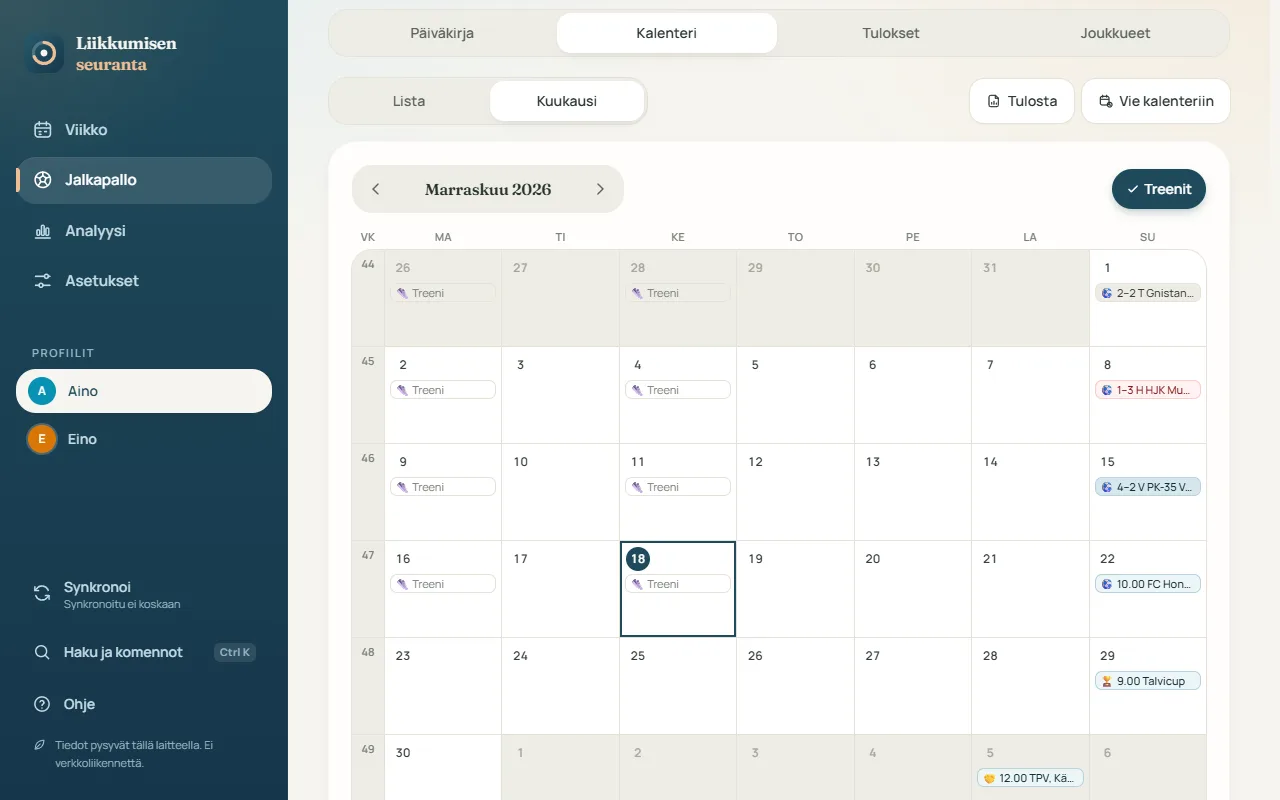 Liikkumisen
seuranta
Viikko
Jalkapallo
Analyysi
Asetukset
PROFIILIT
A Aino
E Eino
Synkronoi
Synkronoitu ei koskaan
Haku ja komennot Ctrl K
Ohje
Tiedot pysyvät tällä laitteella. Ei
verkkoliikennettä.
Päiväkirja Kalenteri Tulokset Joukkueet
Lista Kuukausi Tulosta Vie kalenteriin
Marraskuu 2026 Treenit
VK MA TI KE TO PE LA SU
44 26 27 28 29 30 31 1
Treeni Treeni 2–2 T Gnistan...
45 2 3 4 5 6 7 8
Treeni Treeni 1–3 H HJK Mu...
46 9 10 11 12 13 14 15
Treeni Treeni 4–2 V PK-35 V...
47 16 17 18 19 20 21 22
Treeni Treeni 10.00 FC Hon...
48 23 24 25 26 27 28 29
9.00 Talvicup
49 30 1 2 3 4 5 6
12.00 TPV, Kä...